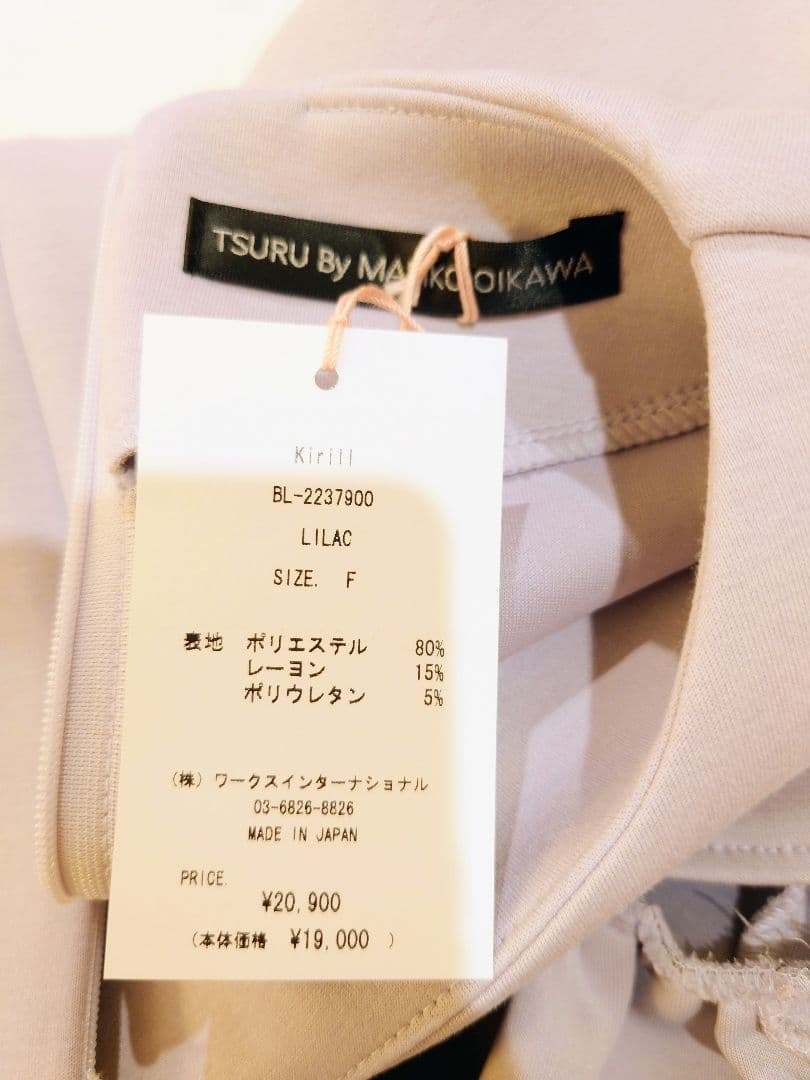 TSURU By MARIKO OIKAWA
Kirill
BL-2237900
LILAC
SIZE. F
表地 ポリエステル 80%
レーヨン 15%
ポリウレタン 5%
(株) ワークスインターナショナル
03-6826-8826
MADE IN JAPAN
PRICE.
¥20,900
(本体価格 ¥19,000 )